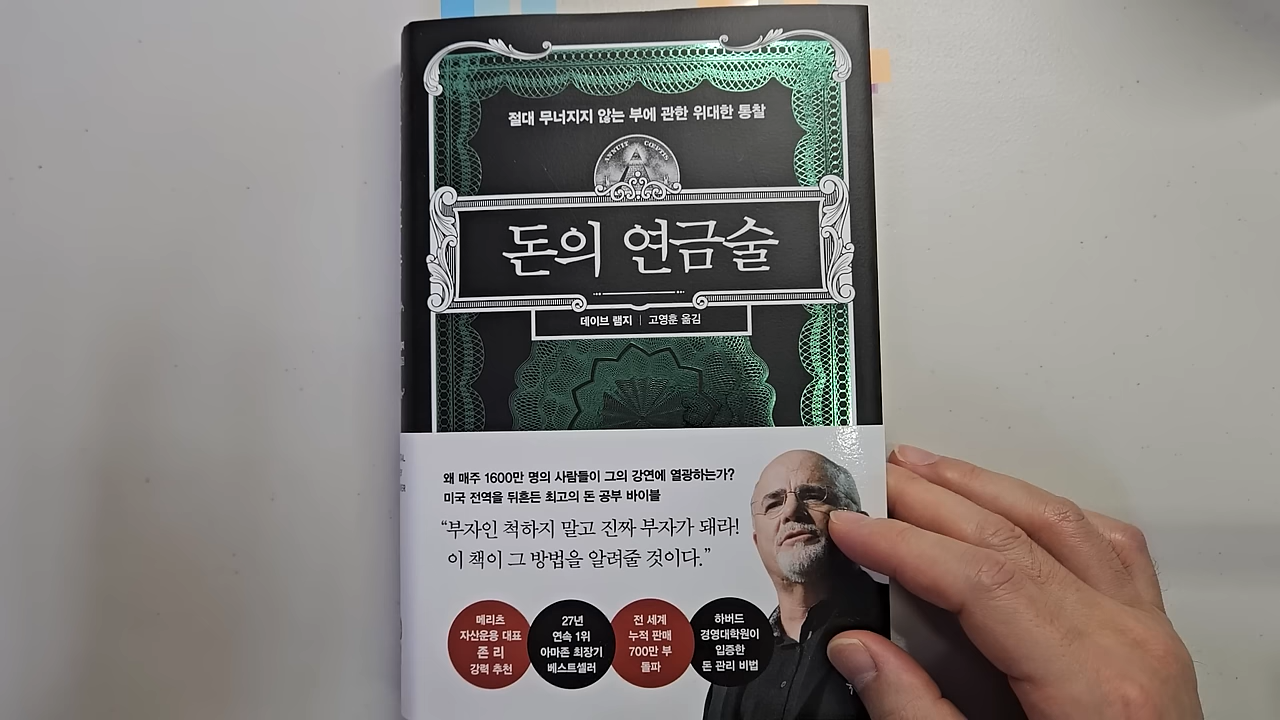 절대 무너지지 않는 부에 관한 위대한 통찰
ANNUIT CŒPTIS
돈의 연금술
데이브 램지 | 고영훈 옮김
왜 매주 1600만 명의 사람들이 그의 강연에 열광하는가?
미국 전역을 뒤흔든 최고의 돈 공부 바이블
“부자인 척하지 말고 진짜 부자가 돼라!
이 책이 그 방법을 알려줄 것이다.”
메리츠
자산운용 대표
존 리
강력 추천
27년
연속 1위
아마존 최장기
베스트셀러
전 세계
누적 판매
700만 부
돌파
하버드
경영대학원이
입증한
돈 관리 비법